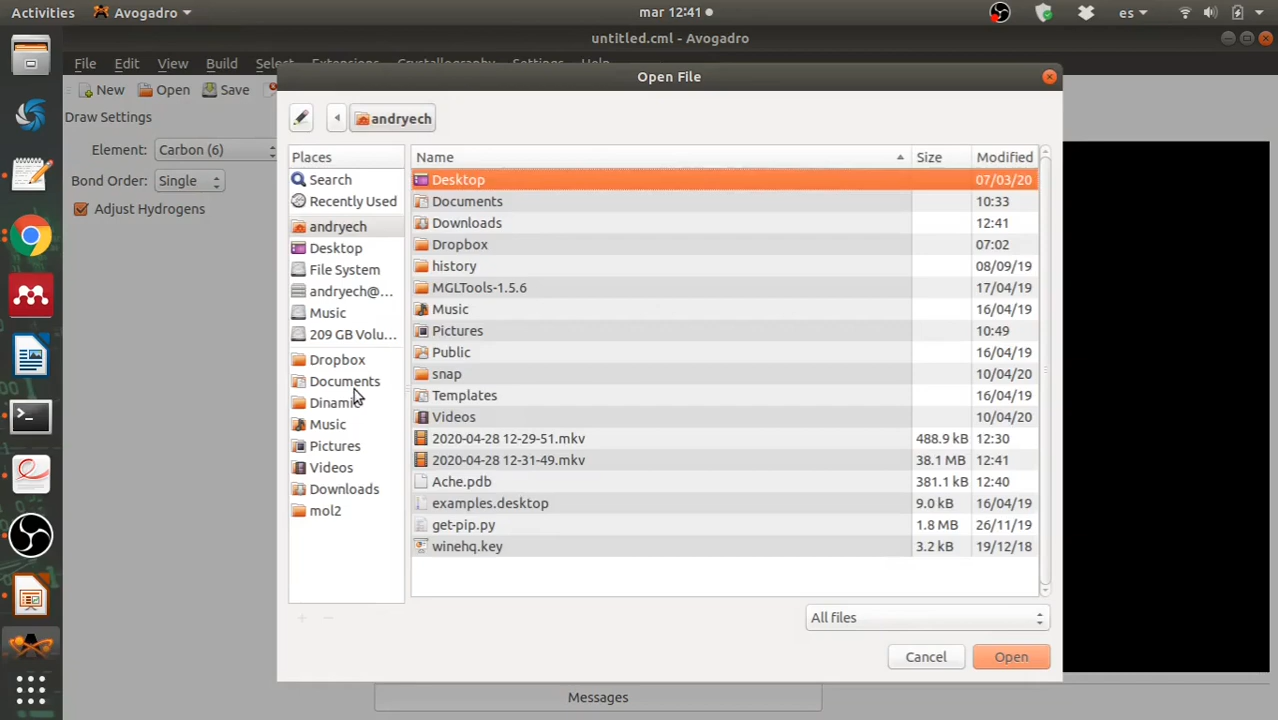 Activities Avogadro mar 12:41 es
untitled.cml - Avogadro
File Edit View Build Select Extensions Crystallography Settings Help
New Open Save
Draw Settings
Element: Carbon (6)
Bond Order: Single
Adjust Hydrogens
Open File
andryech
Places
Search
Recently Used
andryech
Desktop
File System
andryech@...
Music
209 GB Volu...
Dropbox
Documents
Dinami
Music
Pictures
Videos
Downloads
mol2
Name Size Modified
Desktop 07/03/20
Documents 10:33
Downloads 12:41
Dropbox 07:02
history 08/09/19
MGLTools-1.5.6 17/04/19
Music 16/04/19
Pictures 10:49
Public 16/04/19
snap 10/04/20
Templates 16/04/19
Videos 10/04/20
2020-04-28 12-29-51.mkv 488.9 kB 12:30
2020-04-28 12-31-49.mkv 38.1 MB 12:41
Ache.pdb 381.1 kB 12:40
examples.desktop 9.0 kB 16/04/19
get-pip.py 1.8 MB 26/11/19
winehq.key 3.2 kB 19/12/18
All files
Cancel Open
Messages